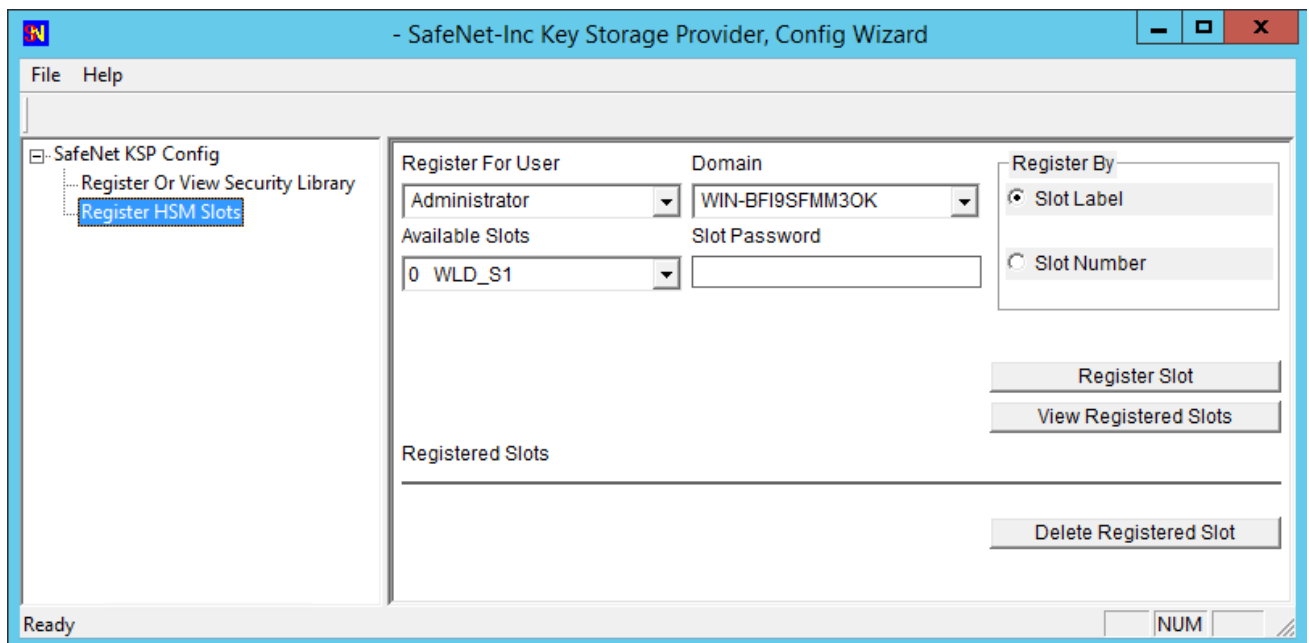 - SafeNet-Inc Key Storage Provider, Config Wizard
File Help
SafeNet KSP Config
Register Or View Security Library
Register HSM Slots
Register For User
Domain
Register By
Administrator
WIN-BFI9SFMM3OK
Slot Label
Available Slots
Slot Password
0 WLD_S1
Slot Number
Register Slot
View Registered Slots
Registered Slots
Delete Registered Slot
Ready
NUM